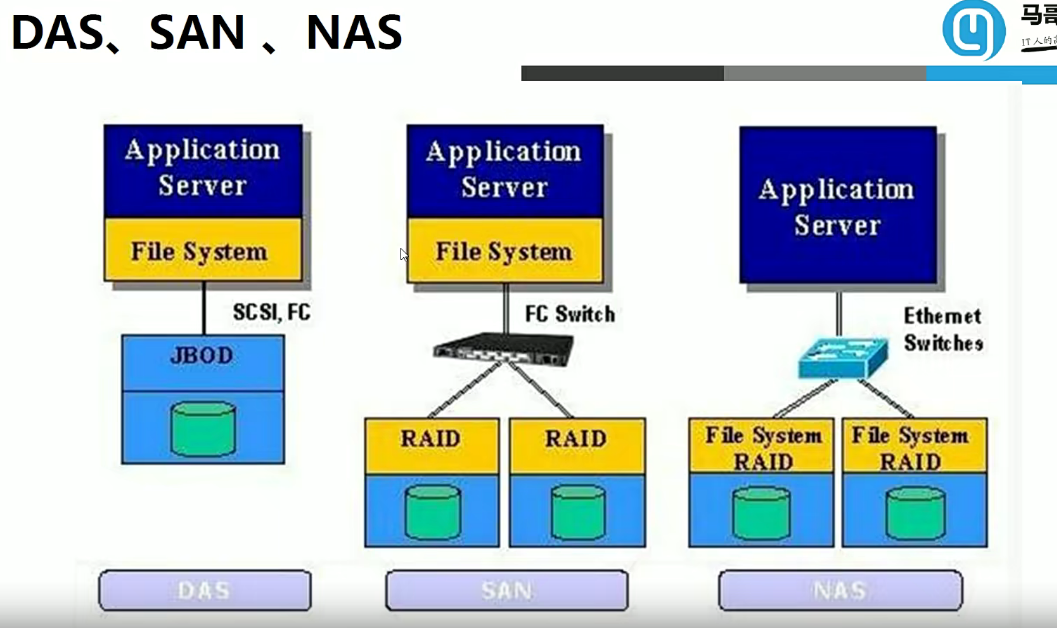 DAS、SAN 、NAS
马哥
IT人的高
Application
Server
File System
SCSI, FC
JBOD
DAS
Application
Server
File System
FC Switch
RAID
RAID
SAN
Application
Server
Ethernet
Switches
File System
RAID
File System
RAID
NAS